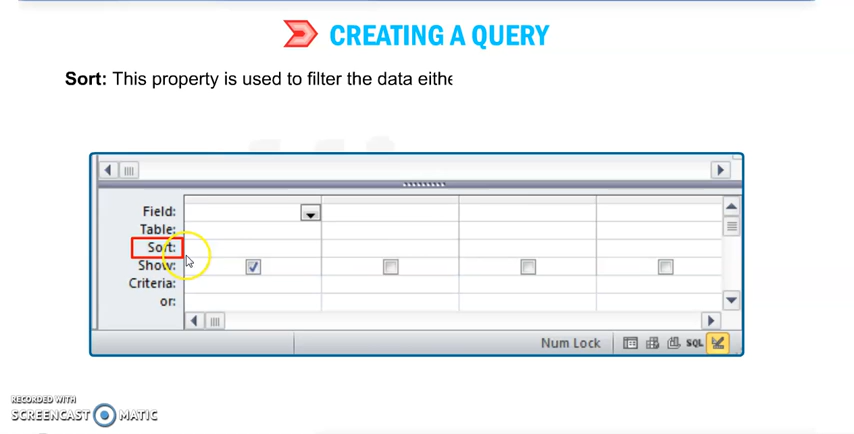 CREATING A QUERY
Sort: This property is used to filter the data eithe
Field:
Table:
Sort:
Show:
Criteria:
or:
Num Lock SQL
RECORDED WITH
SCREENCAST MATIC